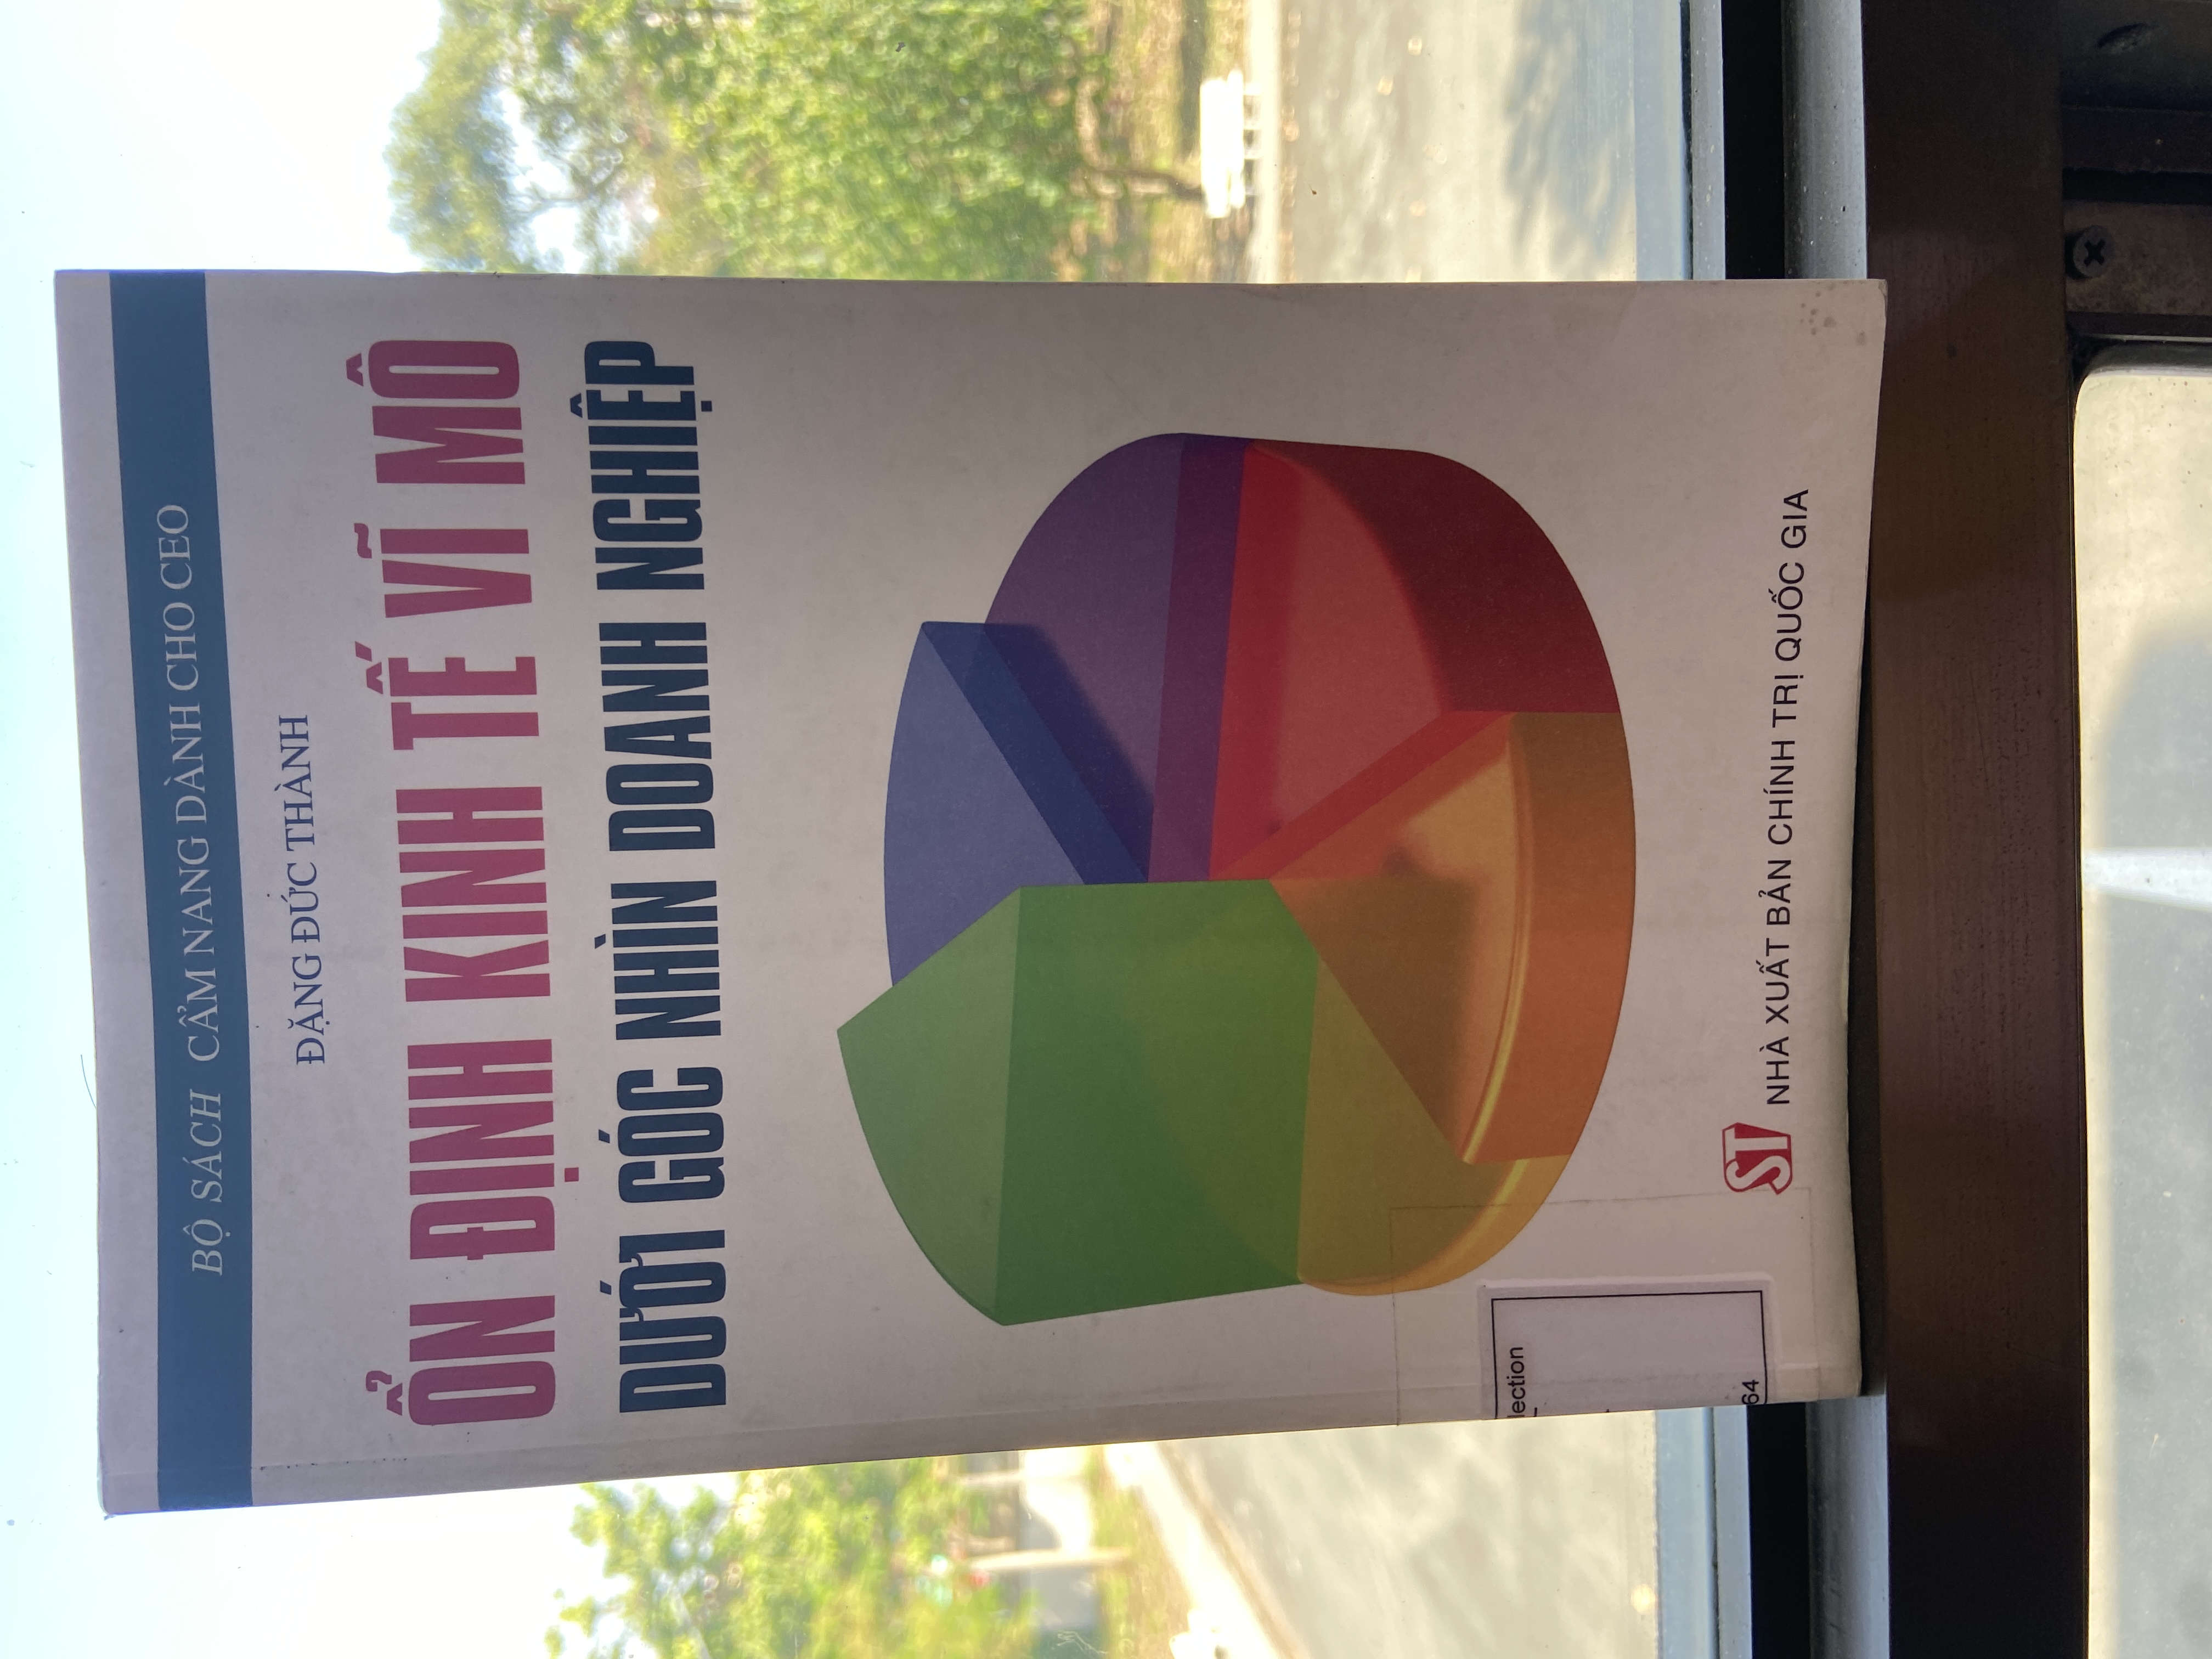 BỘ SÁCH CẨM NANG DÀNH CHO CEO
ĐẶNG ĐỨC THÀNH
ỔN ĐỊNH KINH TẾ VĨ MÔ
DƯỚI GÓC NHÌN DOANH NGHIỆP
lection
64
ST NHÀ XUẤT BẢN CHÍNH TRỊ QUỐC GIA